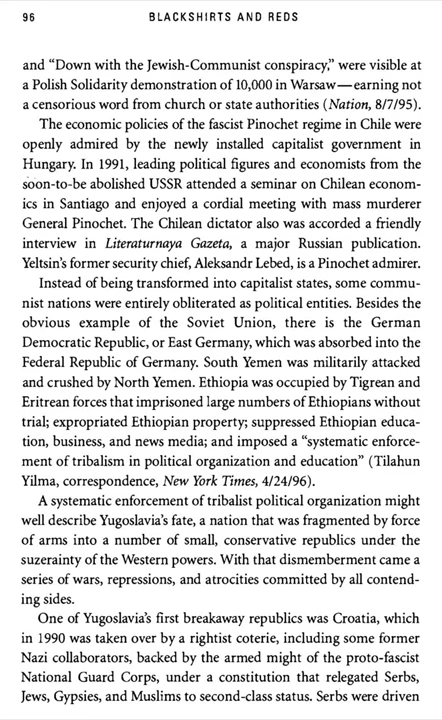 96 BLACKSHIRTS AND REDS
and “Down with the Jewish-Communist conspiracy,” were visible at
a Polish Solidarity demonstration of 10,000 in Warsaw—earning not
a censorious word from church or state authorities (Nation, 8/7/95).
The economic policies of the fascist Pinochet regime in Chile were
openly admired by the newly installed capitalist government in
Hungary. In 1991, leading political figures and economists from the
soon-to-be abolished USSR attended a seminar on Chilean econom-
ics in Santiago and enjoyed a cordial meeting with mass murderer
General Pinochet. The Chilean dictator also was accorded a friendly
interview in Literaturnaya Gazeta, a major Russian publication.
Yeltsin’s former security chief, Aleksandr Lebed, is a Pinochet admirer.
Instead of being transformed into capitalist states, some commu-
nist nations were entirely obliterated as political entities. Besides the
obvious example of the Soviet Union, there is the German
Democratic Republic, or East Germany, which was absorbed into the
Federal Republic of Germany. South Yemen was militarily attacked
and crushed by North Yemen. Ethiopia was occupied by Tigrean and
Eritrean forces that imprisoned large numbers of Ethiopians without
trial; expropriated Ethiopian property; suppressed Ethiopian educa-
tion, business, and news media; and imposed a “systematic enforce-
ment of tribalism in political organization and education” (Tilahun
Yilma, correspondence, New York Times, 4/24/96).
A systematic enforcement of tribalist political organization might
well describe Yugoslavia’s fate, a nation that was fragmented by force
of arms into a number of small, conservative republics under the
suzerainty of the Western powers. With that dismemberment came a
series of wars, repressions, and atrocities committed by all contend-
ing sides.
One of Yugoslavia’s first breakaway republics was Croatia, which
in 1990 was taken over by a rightist coterie, including some former
Nazi collaborators, backed by the armed might of the proto-fascist
National Guard Corps, under a constitution that relegated Serbs,
Jews, Gypsies, and Muslims to second-class status. Serbs were driven